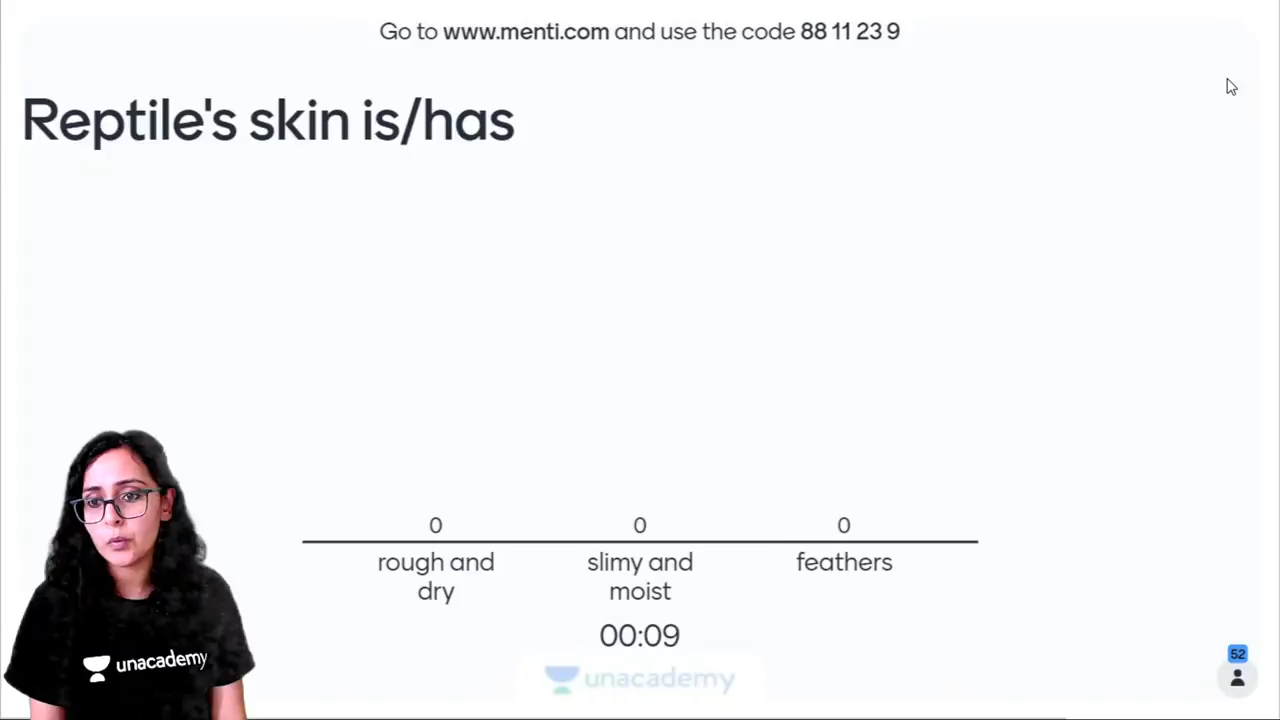 Go to www.menti.com and use the code 88 11 23 9
Reptile's skin is/has
0 0 0
rough and dry
slimy and moist
feathers
00:09
unacademy
unacademy
52